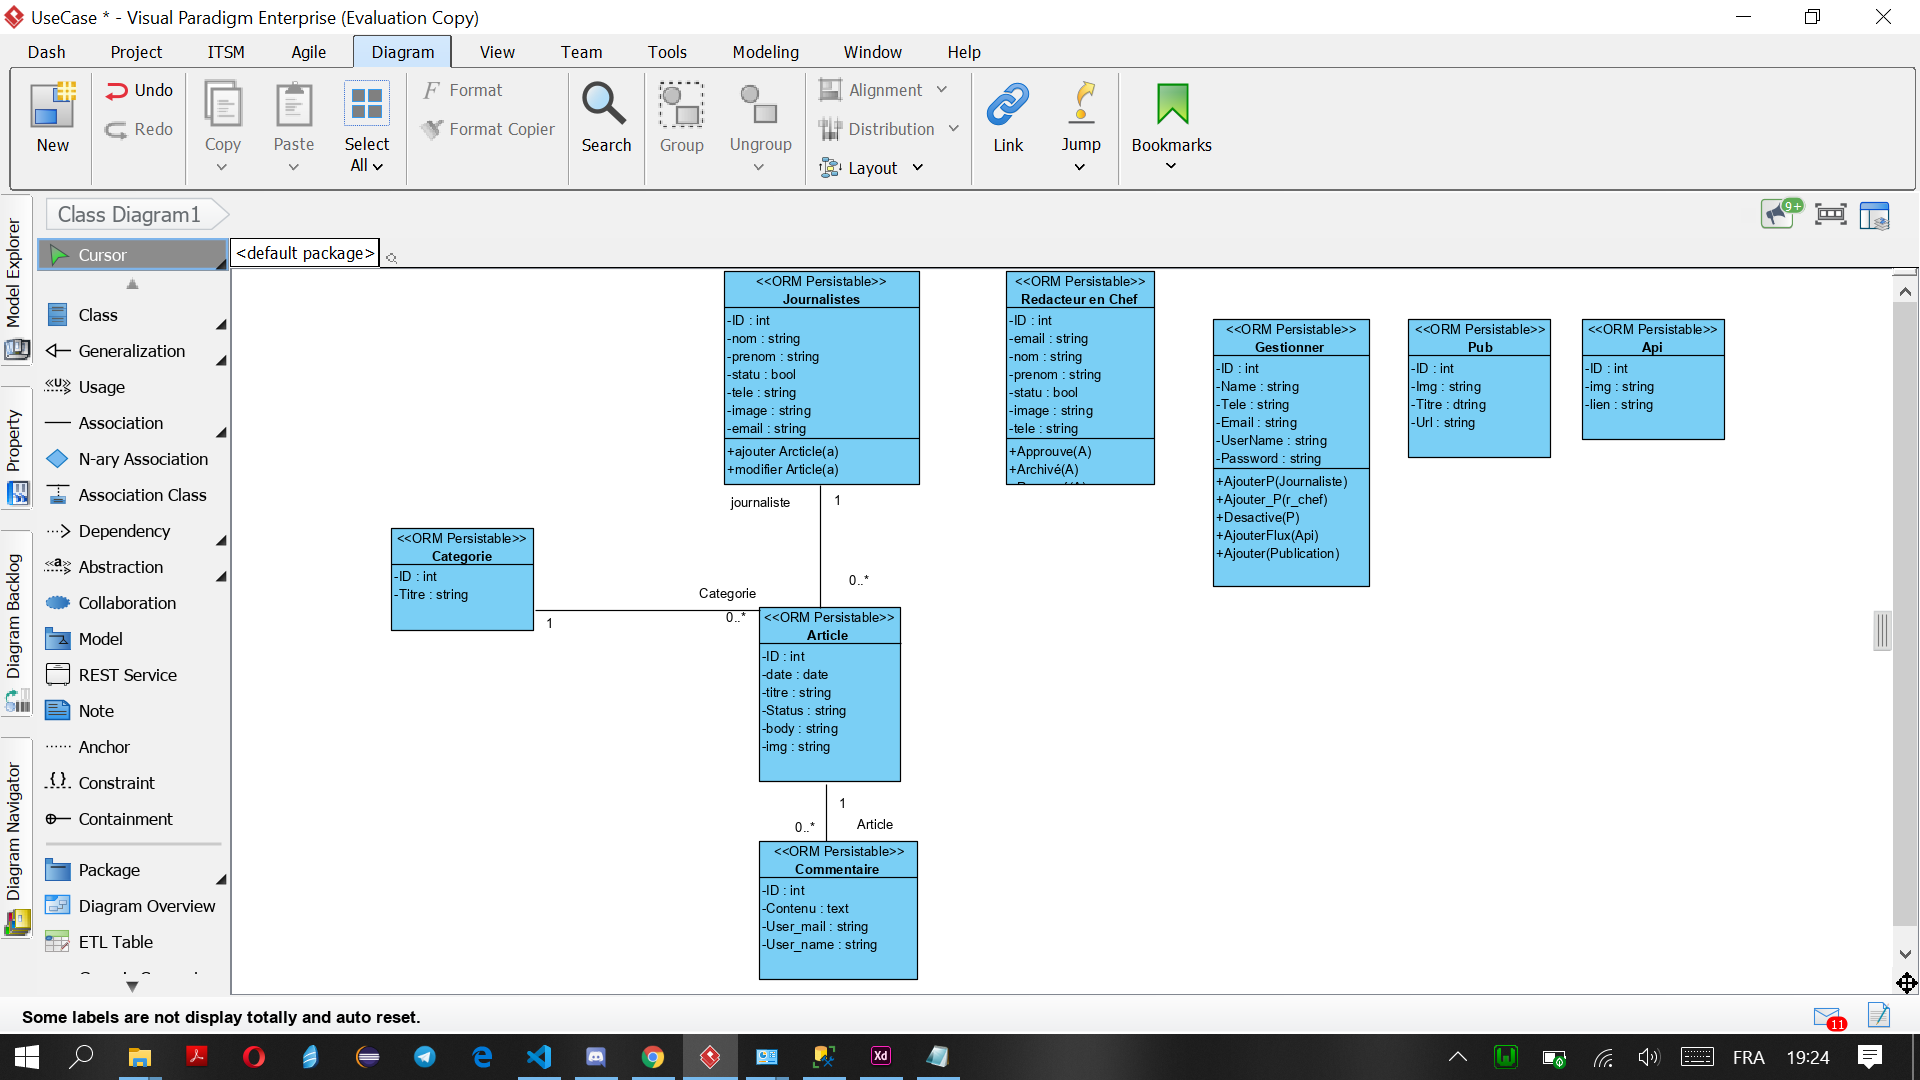 UseCase * - Visual Paradigm Enterprise (Evaluation Copy)
Dash Project ITSM Agile Diagram View Team Tools Modeling Window Help
New
Undo
Redo
Copy
Paste
Select
All
Format
Format Copier
Search
Group
Ungroup
Alignment
Distribution
Layout
Link
Jump
Bookmarks
Class Diagram1
9+
Model Explorer
Property
Diagram Backlog
Diagram Navigator
Cursor
Class
Generalization
<<U>> Usage
Association
N-ary Association
Association Class
Dependency
<<a>> Abstraction
Collaboration
Model
REST Service
Note
Anchor
{} Constraint
Containment
Package
Diagram Overview
ETL Table
<default package>
<<ORM Persistable>>
Journalistes
-ID : int
-nom : string
-prenom : string
-statu : bool
-tele : string
-image : string
-email : string
+ajouter Arcticle(a)
+modifier Article(a)
<<ORM Persistable>>
Redacteur en Chef
-ID : int
-email : string
-nom : string
-prenom : string
-statu : bool
-image : string
-tele : string
+Approuve(A)
+Archivé(A)
<<ORM Persistable>>
Gestionner
-ID : int
-Name : string
-Tele : string
-Email : string
-UserName : string
-Password : string
+AjouterP(Journaliste)
+Ajouter_P(r_chef)
+Desactive(P)
+AjouterFlux(Api)
+Ajouter(Publication)
<<ORM Persistable>>
Pub
-ID : int
-Img : string
-Titre : dtring
-Url : string
<<ORM Persistable>>
Api
-ID : int
-img : string
-lien : string
journaliste 1
0..*
<<ORM Persistable>>
Categorie
-ID : int
-Titre : string
Categorie
1 0..*
<<ORM Persistable>>
Article
-ID : int
-date : date
-titre : string
-Status : string
-body : string
-img : string
1
0..* Article
<<ORM Persistable>>
Commentaire
-ID : int
-Contenu : text
-User_mail : string
-User_name : string
Some labels are not display totally and auto reset.
11
Xd
FRA 19:24